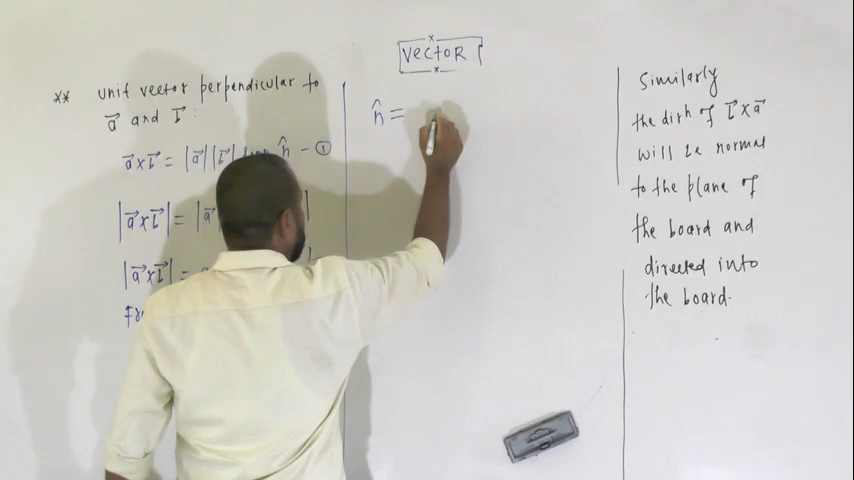 VECTOR
** unit vector perpendicular to
a⃗ and b⃗ :
a⃗ x b⃗ = |a⃗| |b⃗| n̂ - ①
|a⃗ x b⃗| = |a⃗|
|a⃗ x b⃗| =
n̂ =
Similarly
the dirn of b⃗ x a⃗
will be normal
to the plane of
the board and
directed into
the board.